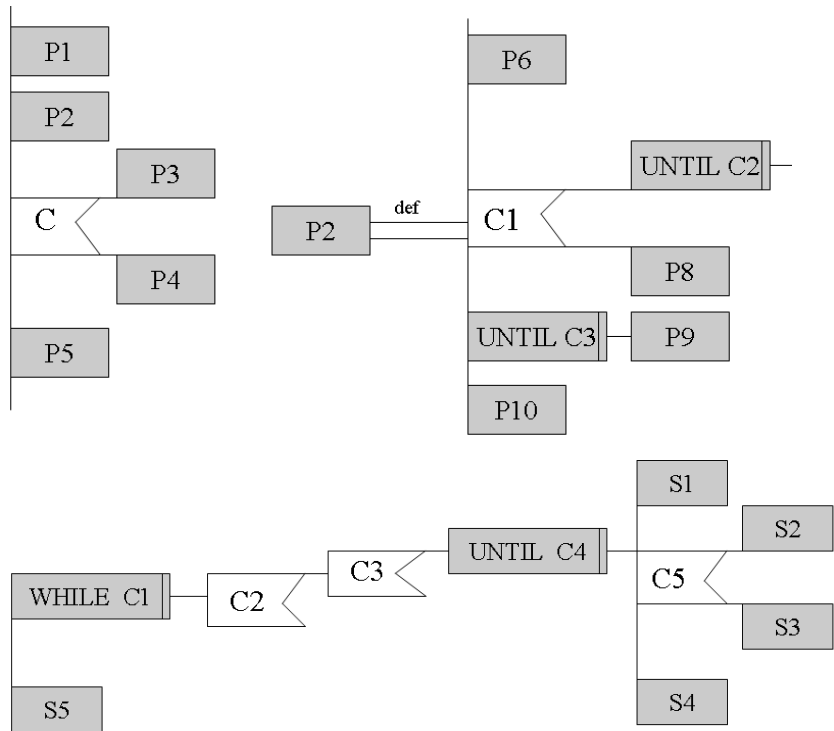 P1
P2
P3
C
P4
P5
P6
UNTIL C2
P2
def
C1
P8
UNTIL C3
P9
P10
S1
S2
UNTIL C4
C3
C5
WHILE C1
C2
S3
S5
S4